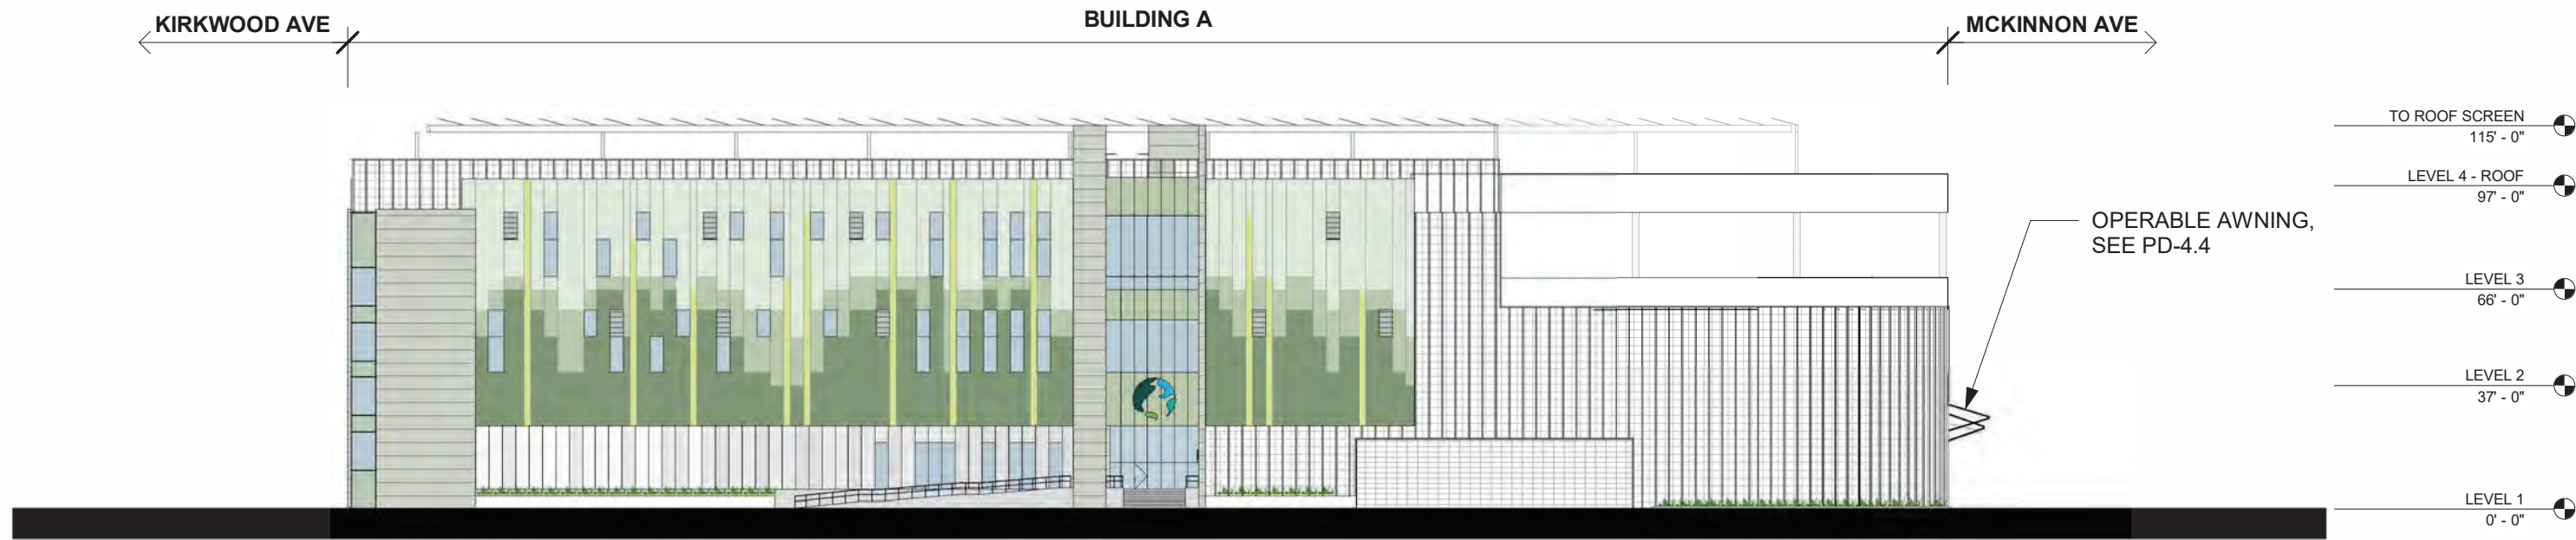 KIRKWOOD AVE
BUILDING A
MCKINNON AVE
TO ROOF SCREEN
115' - 0"
LEVEL 4 - ROOF
97' - 0"
OPERABLE AWNING,
SEE PD-4.4
LEVEL 3
66' - 0"
LEVEL 2
37' - 0"
LEVEL 1
0' - 0"